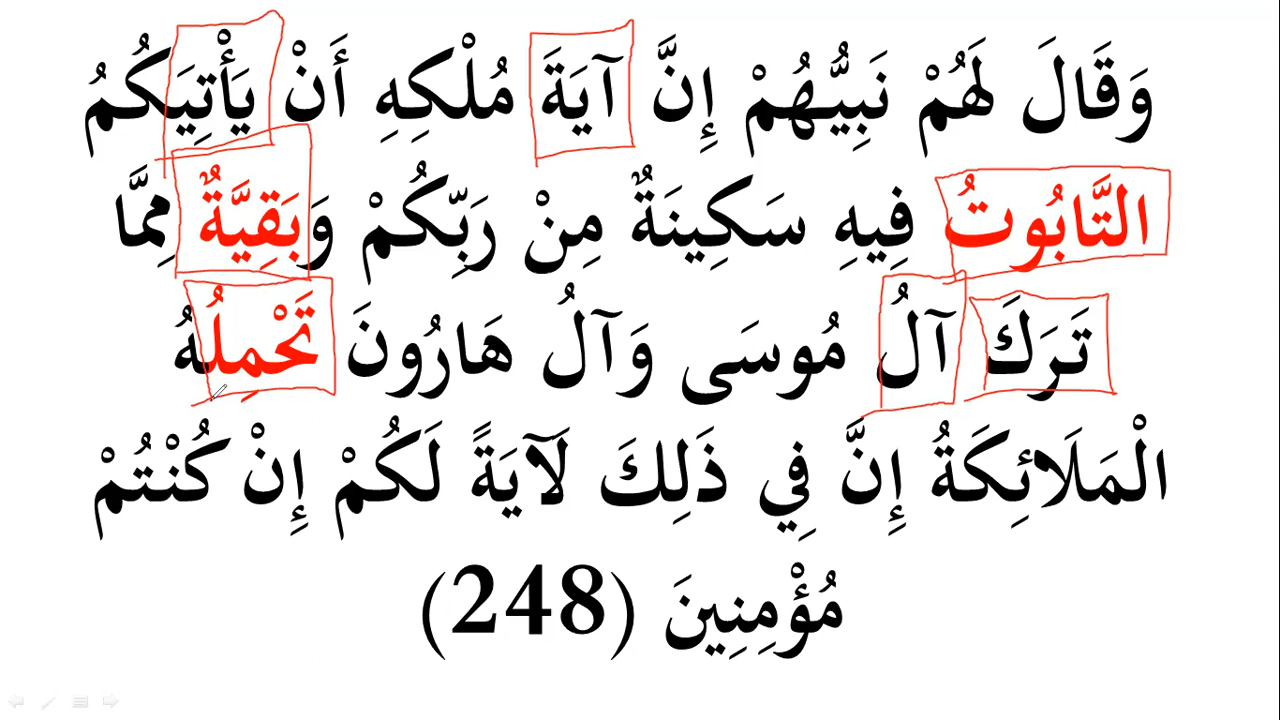 وَقَالَ لَهُمْ نَبِيُّهُمْ إِنَّ آيَةَ مُلْكِهِ أَنْ يَأْتِيَكُمُ
التَّابُوتُ فِيهِ سَكِينَةٌ مِنْ رَبِّكُمْ وَبَقِيَّةٌ مِمَّا
تَرَكَ آلُ مُوسَى وَآلُ هَارُونَ تَحْمِلُهُ
الْمَلَائِكَةُ إِنَّ فِي ذَلِكَ لَآيَةً لَكُمْ إِنْ كُنْتُمْ
مُؤْمِنِينَ (248)